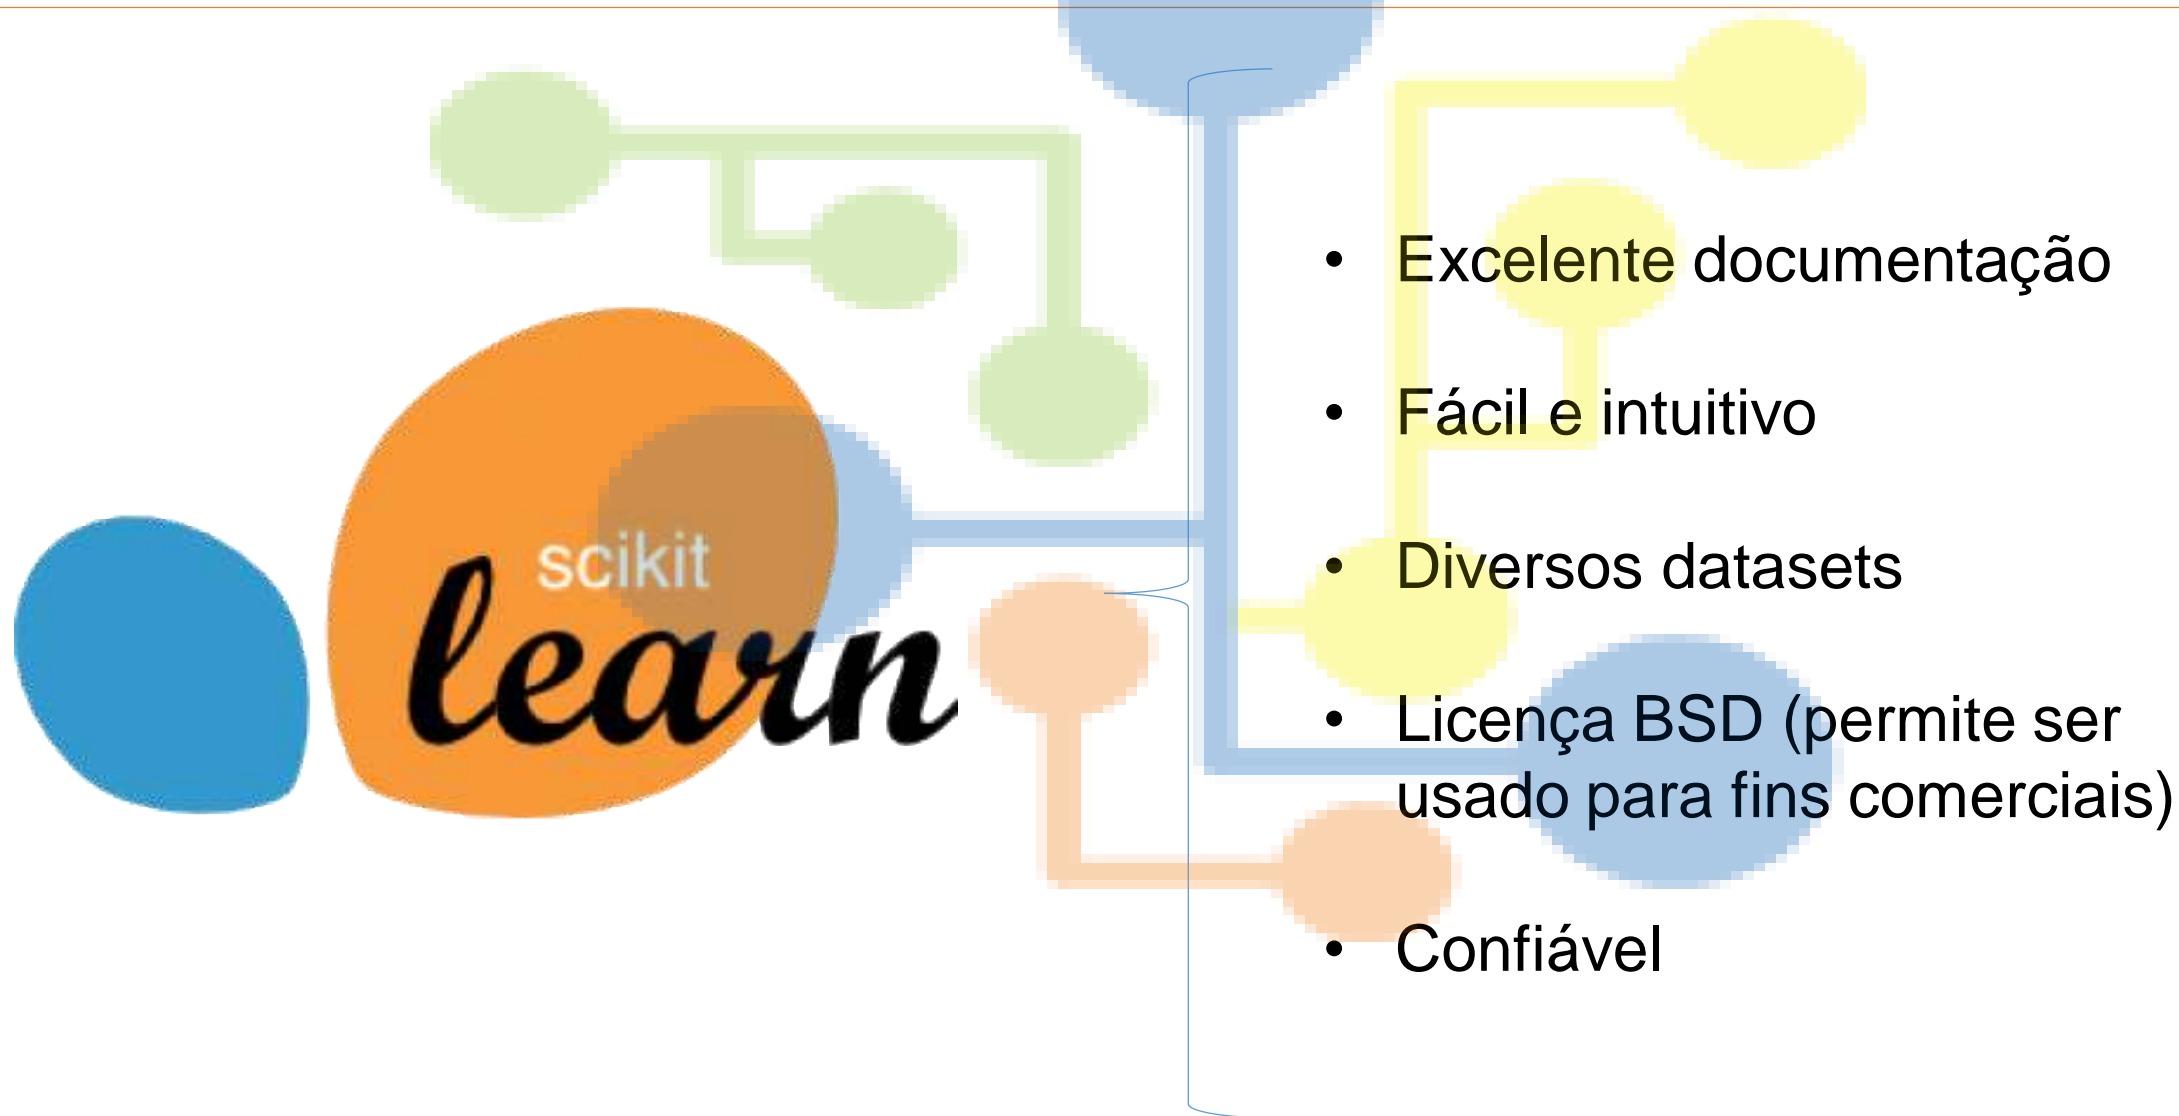 scikit
learn
• Excelente documentação
• Fácil e intuitivo
• Diversos datasets
• Licença BSD (permite ser
usado para fins comerciais)
• Confiável